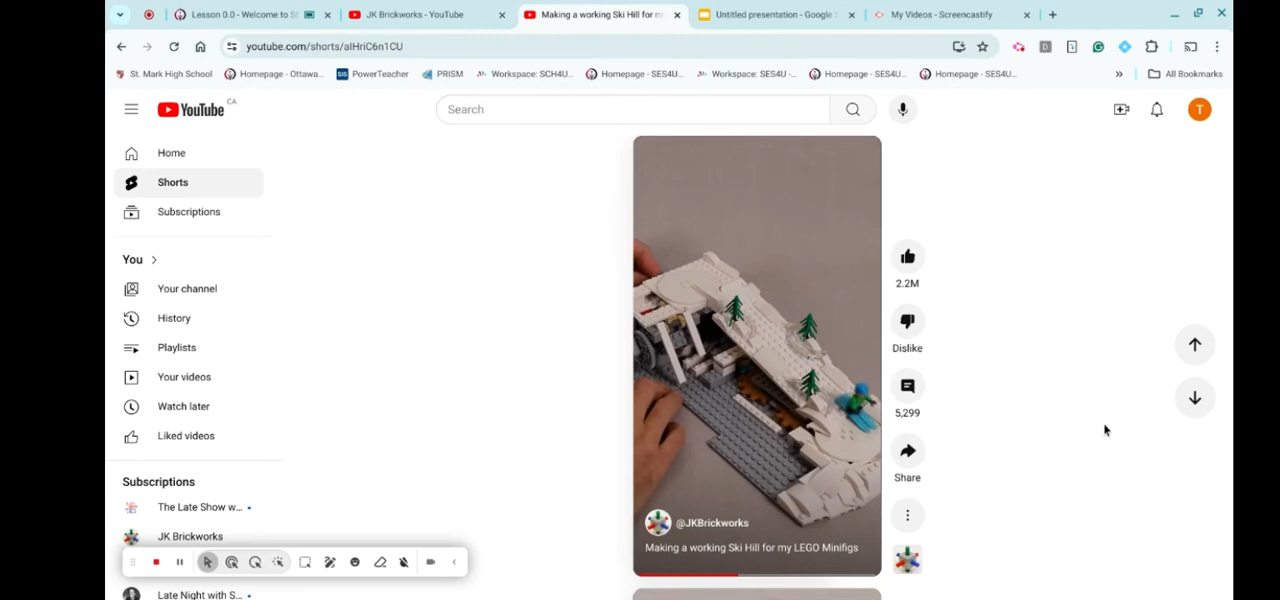 Lesson 0.0 - Welcome to S
JK Brickworks - YouTube
Making a working Ski Hill for m
Untitled presentation - Google
My Videos - Screencastify
youtube.com/shorts/aIHriC6n1CU
St. Mark High School
Homepage - Ottawa...
SIS PowerTeacher
PRISM
Workspace: SCH4U...
Homepage - SES4U...
Workspace: SES4U -...
Homepage - SES4U...
Homepage - SES4U...
All Bookmarks
YouTube CA
Search
T
Home
Shorts
Subscriptions
You
Your channel
History
Playlists
Your videos
Watch later
Liked videos
Subscriptions
The Late Show w...
JK Brickworks
Late Night with S...
2.2M
Dislike
5,299
Share
@JKBrickworks
Making a working Ski Hill for my LEGO Minifigs